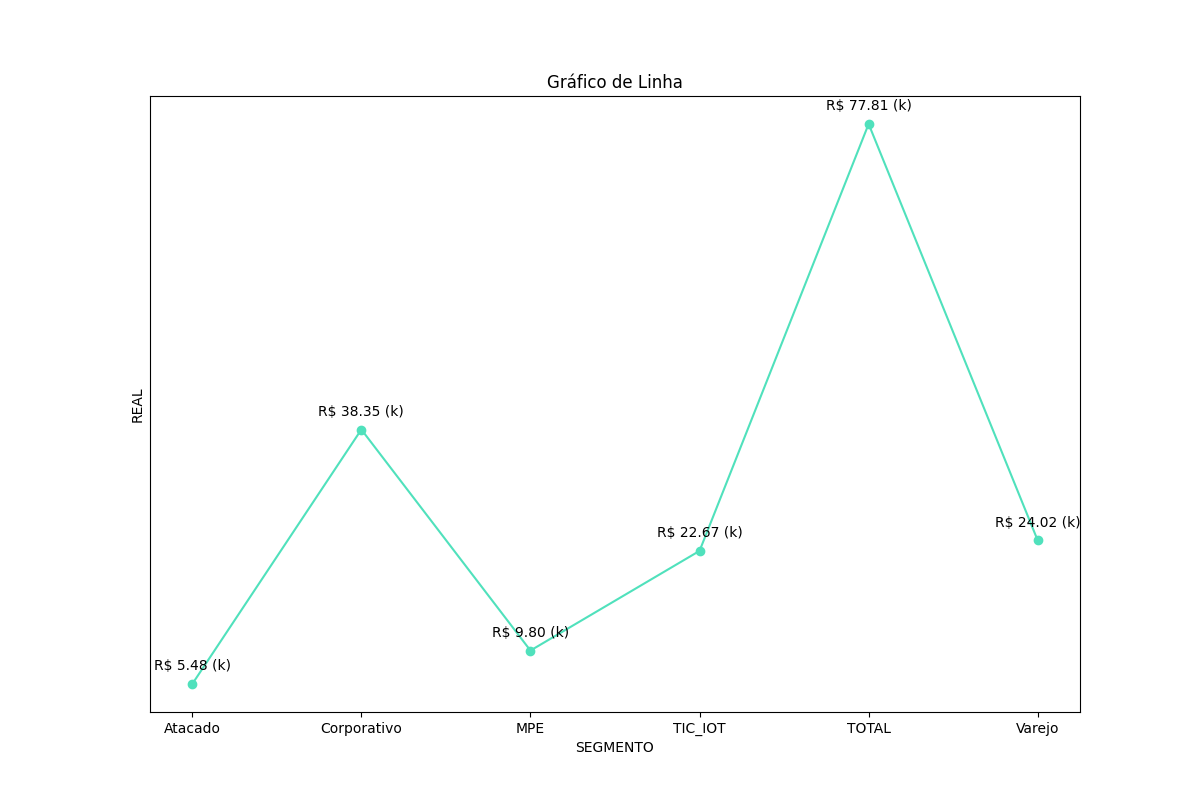 Gráfico de Linha
R$ 77.81 (k)
REAL
R$ 38.35 (k)
R$ 24.02 (k)
R$ 22.67 (k)
R$ 9.80 (k)
R$ 5.48 (k)
Atacado Corporativo MPE TIC_IOT TOTAL Varejo
SEGMENTO